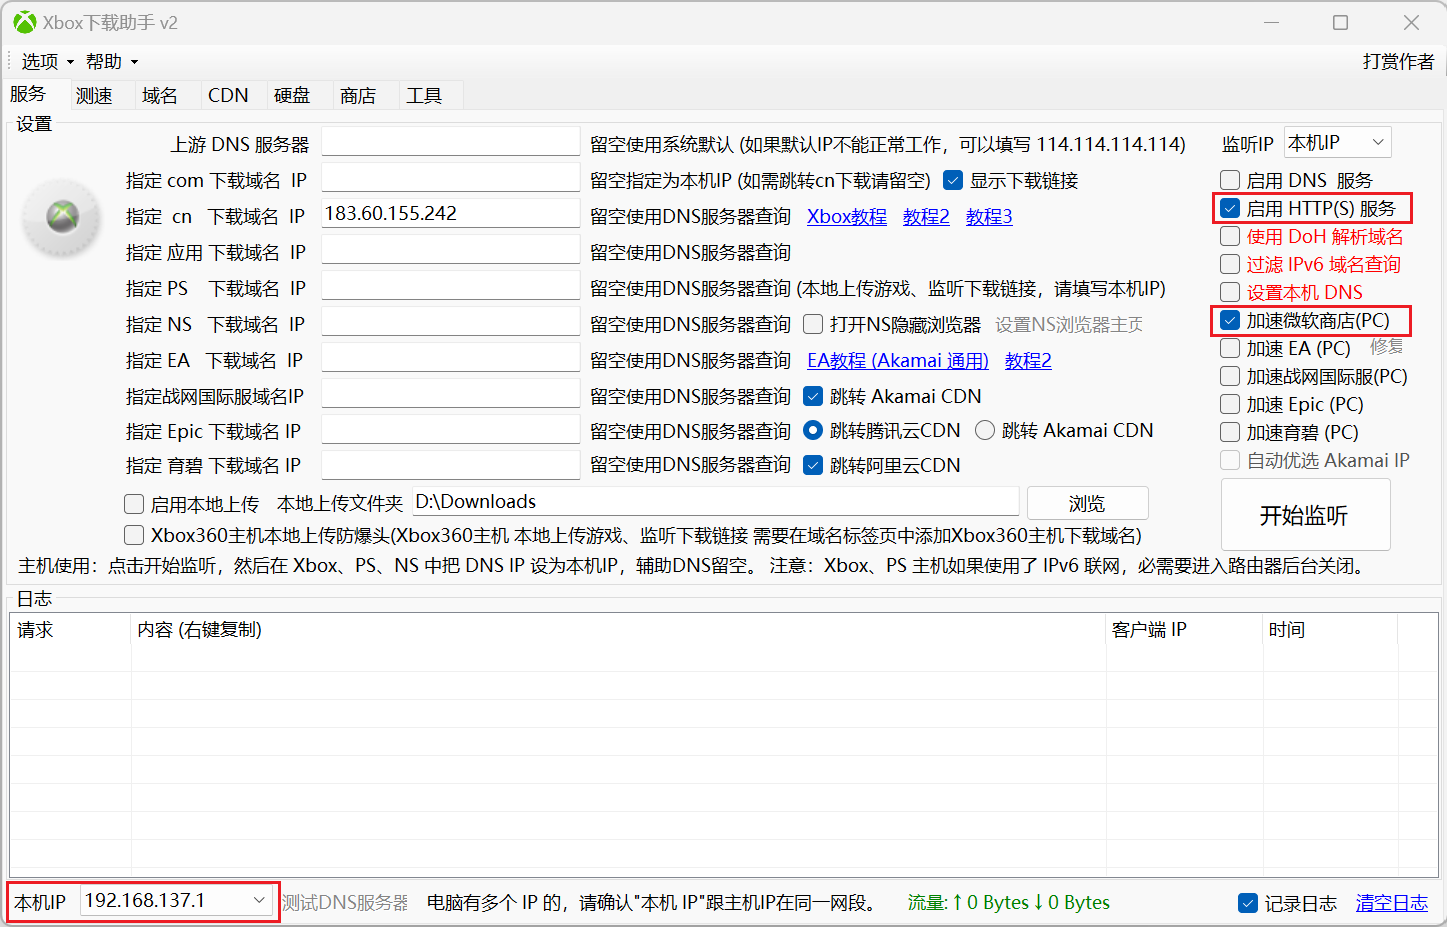 Xbox下载助手 v2
选项 帮助 打赏作者
服务 测速 域名 CDN 硬盘 商店 工具
设置
上游 DNS 服务器 留空使用系统默认 (如果默认IP不能正常工作，可以填写 114.114.114.114) 监听IP 本机IP
指定 com 下载域名 IP 留空指定为本机IP (如需跳转cn下载请留空) 显示下载链接 启用 DNS 服务
指定 cn 下载域名 IP 183.60.155.242 留空使用DNS服务器查询 Xbox教程 教程2 教程3 启用 HTTP(S) 服务
使用 DoH 解析域名
指定 应用 下载域名 IP 留空使用DNS服务器查询 过滤 IPv6 域名查询
指定 PS 下载域名 IP 留空使用DNS服务器查询 (本地上传游戏、监听下载链接，请填写本机IP) 设置本机 DNS
指定 NS 下载域名 IP 留空使用DNS服务器查询 打开NS隐藏浏览器 设置NS浏览器主页 加速微软商店(PC)
指定 EA 下载域名 IP 留空使用DNS服务器查询 EA教程 (Akamai 通用) 教程2 加速 EA (PC) 修复
指定战网国际服域名IP 留空使用DNS服务器查询 跳转 Akamai CDN 加速战网国际服(PC)
加速 Epic (PC)
指定 Epic 下载域名 IP 留空使用DNS服务器查询 跳转腾讯云CDN 跳转 Akamai CDN 加速育碧 (PC)
指定 育碧 下载域名 IP 留空使用DNS服务器查询 跳转阿里云CDN 自动优选 Akamai IP
启用本地上传 本地上传文件夹 D:\Downloads 浏览 开始监听
Xbox360主机本地上传防爆头(Xbox360主机 本地上传游戏、监听下载链接 需要在域名标签页中添加Xbox360主机下载域名)
主机使用：点击开始监听，然后在 Xbox、PS、NS 中把 DNS IP 设为本机IP，辅助DNS留空。 注意：Xbox、PS 主机如果使用了 IPv6 联网，必需要进入路由器后台关闭。
日志
请求 内容 (右键复制) 客户端 IP 时间
本机IP 192.168.137.1 测试DNS服务器 电脑有多个 IP 的，请确认"本机 IP"跟主机IP在同一网段。 流量:↑0 Bytes↓0 Bytes 记录日志 清空日志